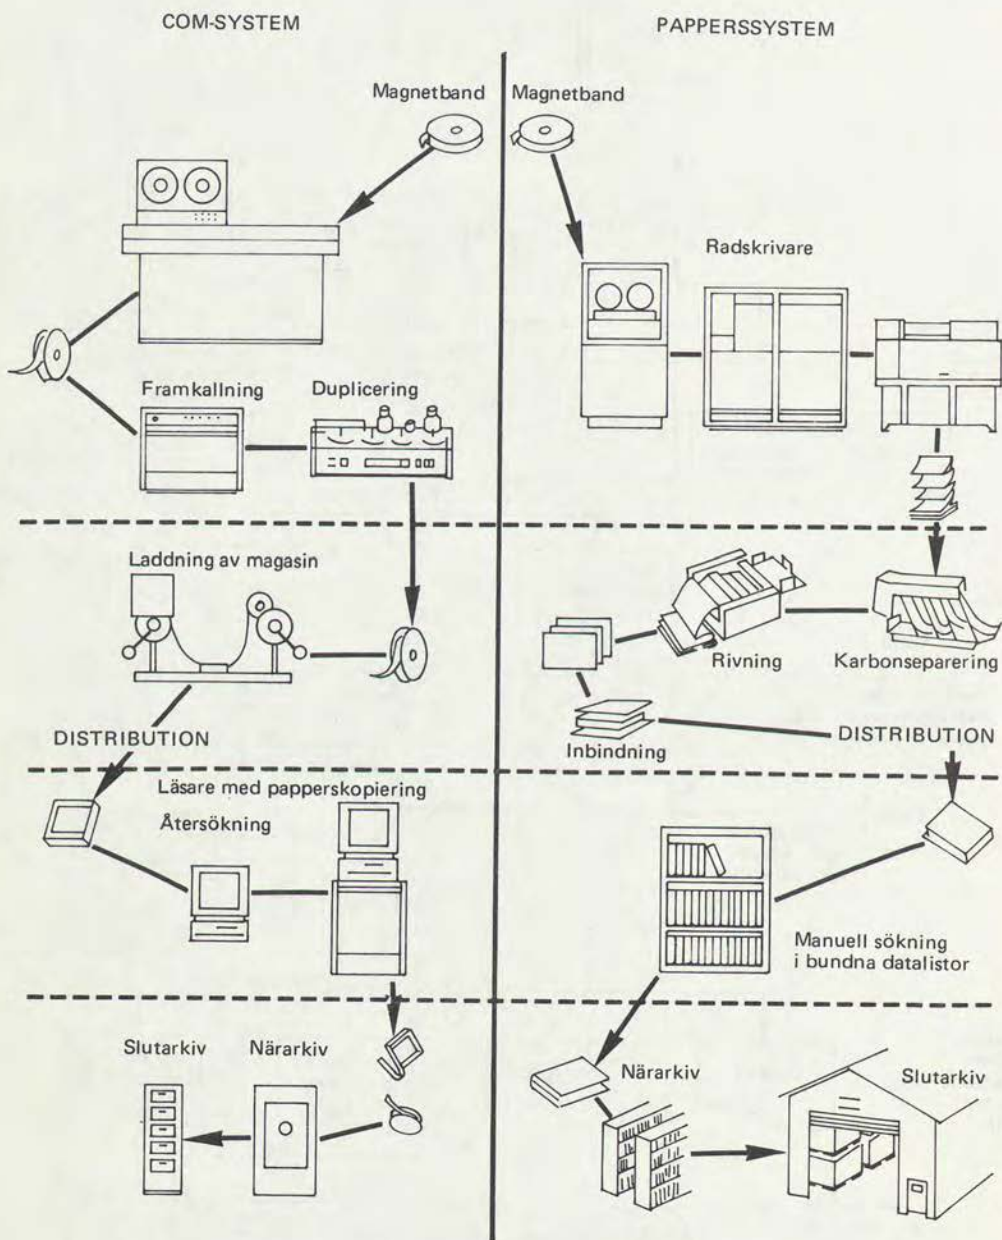 COM-SYSTEM
PAPPERSSYSTEM
Magnetband
Magnetband
Radskrivare
Framkallning
Duplicering
Laddning av magasin
Rivning
Karbonseparering
DISTRIBUTION
Inbindning
DISTRIBUTION
Läsare med papperskopiering
Återsökning
Manuell sökning
i bundna datalistor
Slutarkiv
Närarkiv
Närarkiv
Slutarkiv